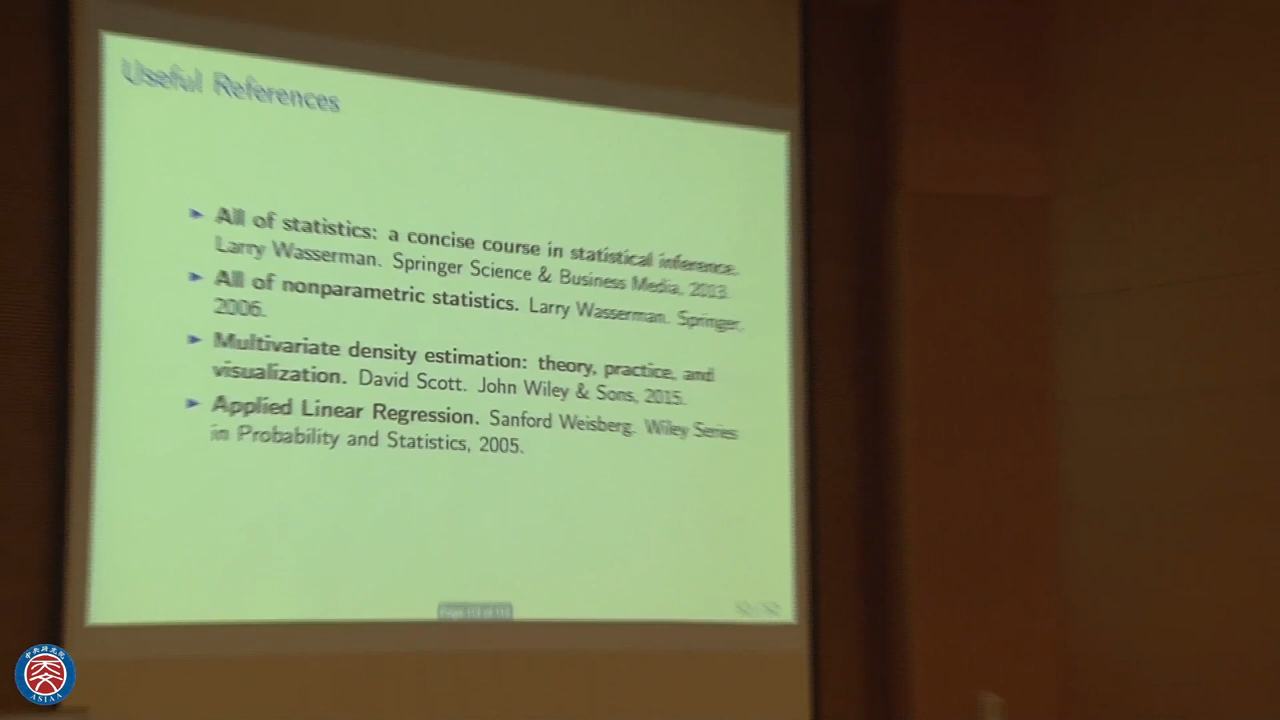 Useful References
► All of statistics: a concise course in statistical inference.
Larry Wasserman. Springer Science & Business Media, 2013.
► All of nonparametric statistics. Larry Wasserman. Springer,
2006.
► Multivariate density estimation: theory, practice, and
visualization. David Scott. John Wiley & Sons, 2015.
► Applied Linear Regression. Sanford Weisberg. Wiley Series
in Probability and Statistics, 2005.
ASIAA